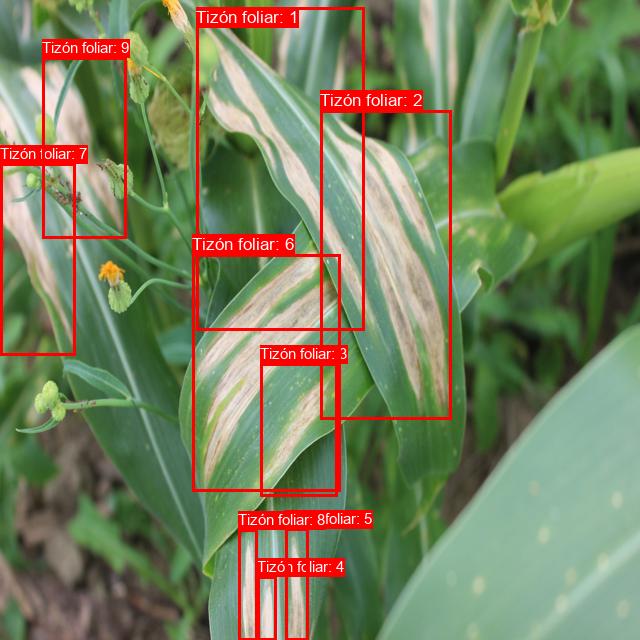 Tizón foliar: 1
Tizón foliar: 9
Tizón foliar: 2
Tizón foliar: 7
Tizón foliar: 6
Tizón foliar: 3
Tizón foliar: 8
foliar: 5
Tizón foliar: 4